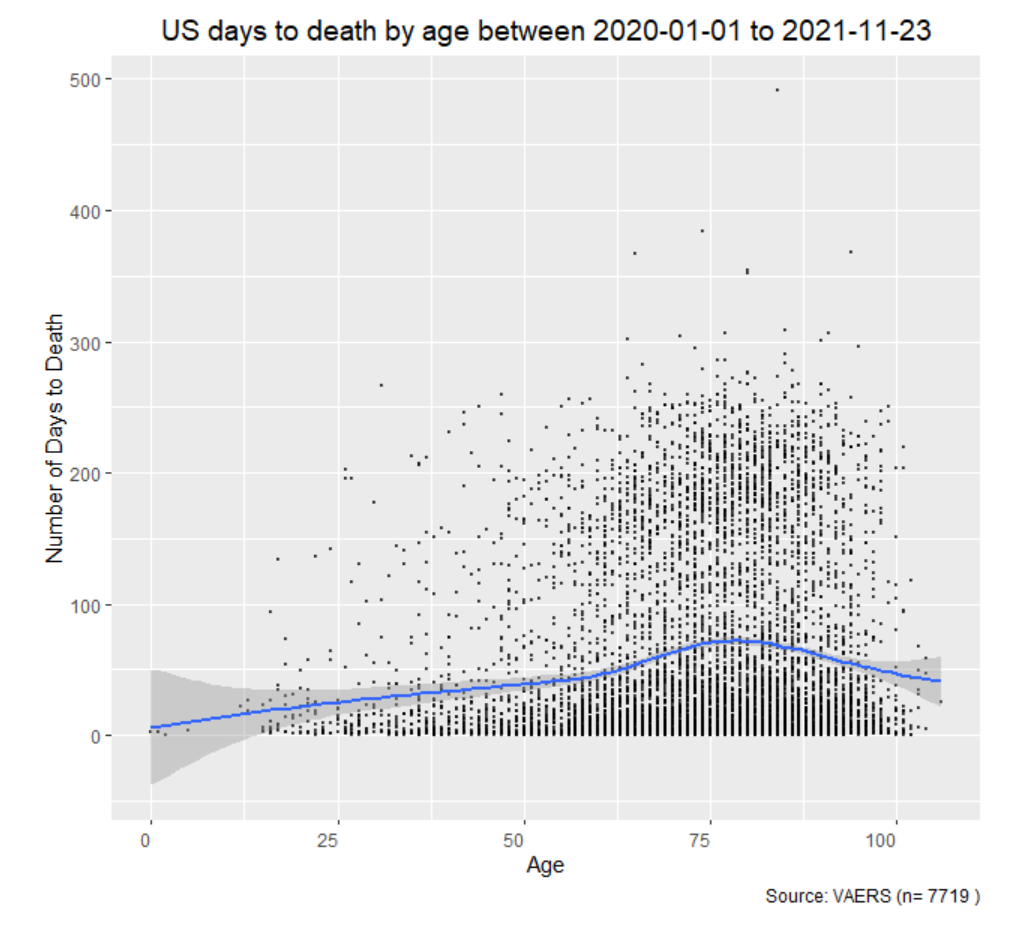 US days to death by age between 2020-01-01 to 2021-11-23
500
400
300
200
100
0
Number of Days to Death
0 25 50 75 100
Age
Source: VAERS (n= 7719 )